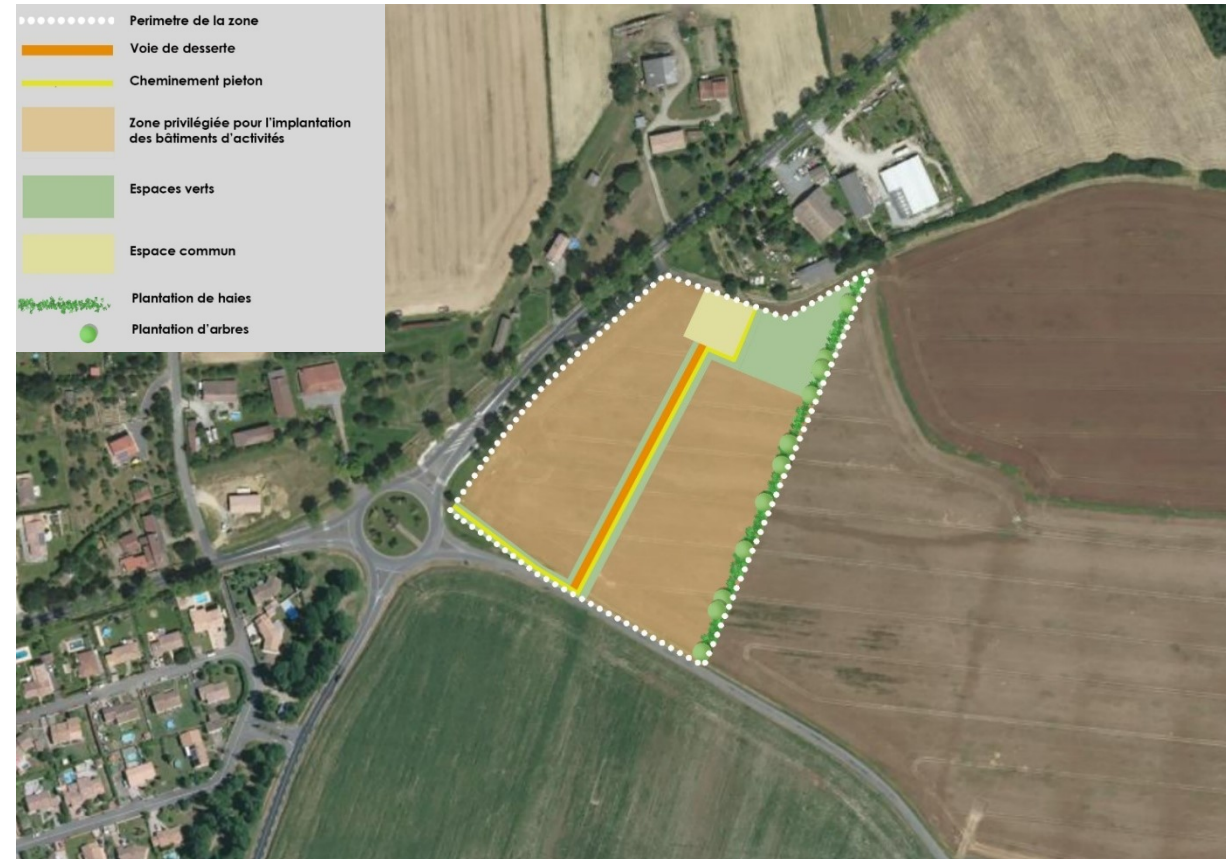 Perimetre de la zone
Voie de desserte
Cheminement pieton
Zone privilégiée pour l'implantation
des bâtiments d'activités
Espaces verts
Espace commun
Plantation de haies
Plantation d'arbres